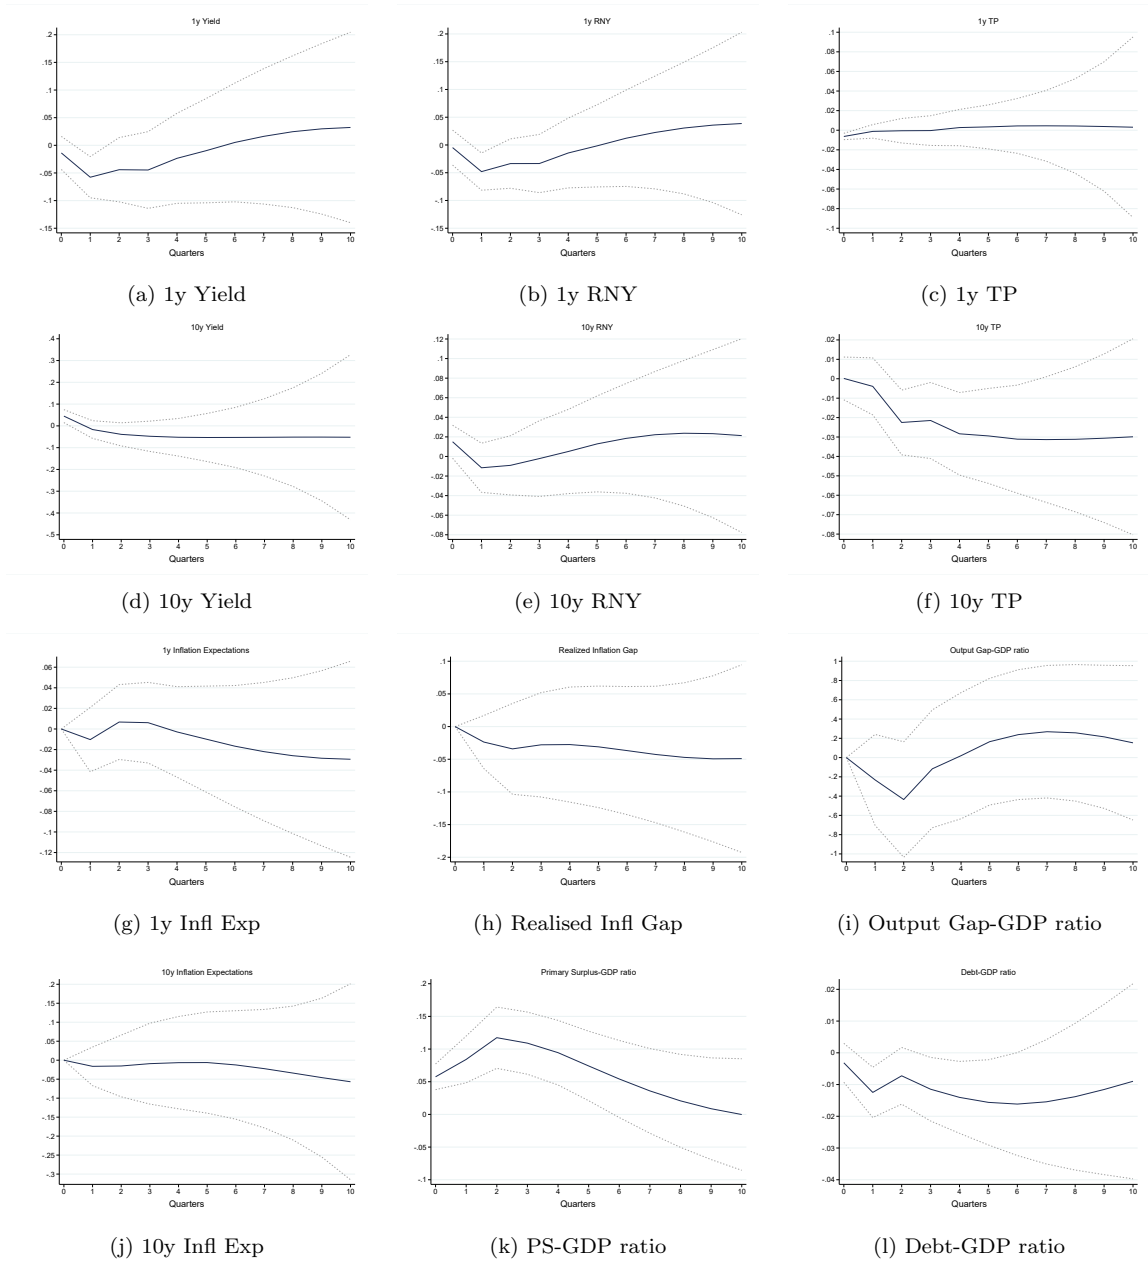 1y Yield
.2
.15
.1
.05
0
-.05
-.1
-.15
0 1 2 3 4 5 6 7 8 9 10
Quarters
(a) 1y Yield
1y RNY
.2
.15
.1
.05
0
-.05
-.1
-.15
0 1 2 3 4 5 6 7 8 9 10
Quarters
(b) 1y RNY
1y TP
.1
.08
.06
.04
.02
0
-.02
-.04
-.06
-.08
-.1
0 1 2 3 4 5 6 7 8 9 10
Quarters
(c) 1y TP
10y Yield
.4
.3
.2
.1
0
-.1
-.2
-.3
-.4
-.5
0 1 2 3 4 5 6 7 8 9 10
Quarters
(d) 10y Yield
10y RNY
.12
.1
.08
.06
.04
.02
0
-.02
-.04
-.06
-.08
0 1 2 3 4 5 6 7 8 9 10
Quarters
(e) 10y RNY
10y TP
.02
.01
0
-.01
-.02
-.03
-.04
-.05
-.06
-.07
-.08
0 1 2 3 4 5 6 7 8 9 10
Quarters
(f) 10y TP
1y Inflation Expectations
.06
.04
.02
0
-.02
-.04
-.06
-.08
-.1
-.12
0 1 2 3 4 5 6 7 8 9 10
Quarters
(g) 1y Infl Exp
Realized Inflation Gap
.1
.05
0
-.05
-.1
-.15
-.2
0 1 2 3 4 5 6 7 8 9 10
Quarters
(h) Realised Infl Gap
Output Gap-GDP ratio
1
.8
.6
.4
.2
0
-.2
-.4
-.6
-.8
-1
0 1 2 3 4 5 6 7 8 9 10
Quarters
(i) Output Gap-GDP ratio
10y Inflation Expectations
.2
.15
.1
.05
0
-.05
-.1
-.15
-.2
-.25
-.3
0 1 2 3 4 5 6 7 8 9 10
Quarters
(j) 10y Infl Exp
Primary Surplus-GDP ratio
.2
.15
.1
.05
0
-.05
-.1
0 1 2 3 4 5 6 7 8 9 10
Quarters
(k) PS-GDP ratio
Debt-GDP ratio
.02
.01
0
-.01
-.02
-.03
-.04
0 1 2 3 4 5 6 7 8 9 10
Quarters
(l) Debt-GDP ratio